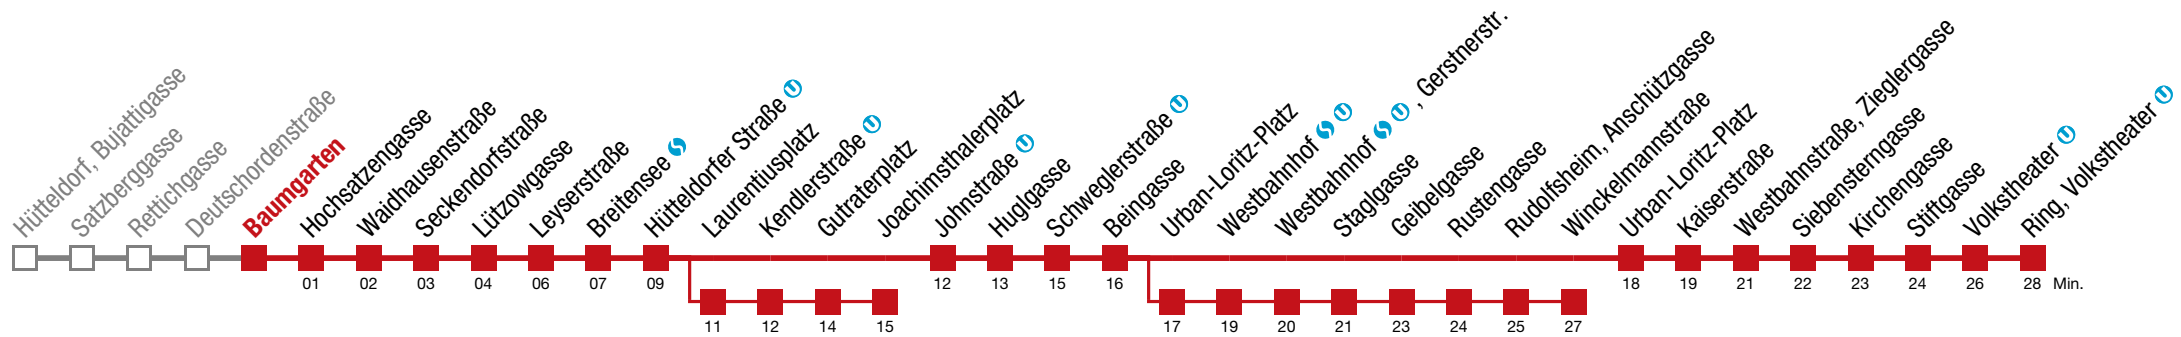 Hütteldorf, Bujattigasse
Satzberggasse
Rettichgasse
Deutschordenstraße
Baumgarten
Hochsatzengasse
Waidhausenstraße
Seckendorfstraße
Lützowgasse
Leyserstraße
Breitensee
Hütteldorfer Straße U
Laurentiusplatz
Kendlerstraße U
Gutraterplatz
Joachimsthalerplatz
Johnstraße U
Huglgasse
Schweglerstraße U
Beingasse
Urban-Loritz-Platz
Westbahnhof U
Westbahnhof U , Gerstnerstr.
Staglgasse
Geibelgasse
Rustengasse
Rudolfsheim, Anschützgasse
Winckelmannstraße
Urban-Loritz-Platz
Kaiserstraße
Westbahnstraße, Zieglergasse
Siebensterngasse
Kirchengasse
Stiftgasse
Volkstheater U
Ring, Volkstheater U
01 02 03 04 06 07 09 12 13 15 16 18 19 21 22 23 24 26 28 Min.
11 12 14 15 17 19 20 21 23 24 25 27